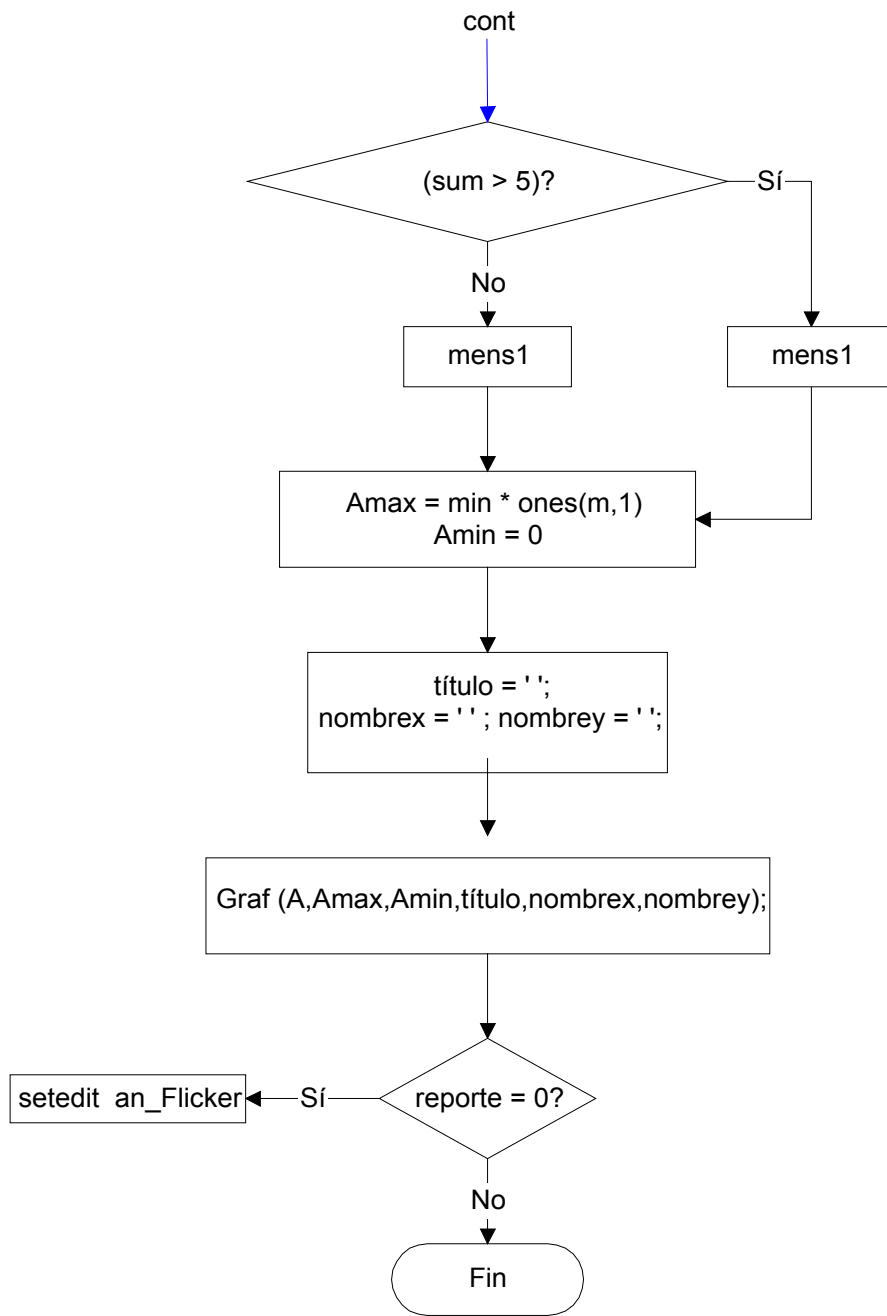 cont
(sum > 5)?
Sí
No
mens1
mens1
Amax = min * ones(m,1)
Amin = 0
título = ' ';
nombrex = ' ' ; nombrey = ' ';
Graf (A,Amax,Amin,título,nombrex,nombrey);
setedit an_Flicker
Sí
reporte = 0?
No
Fin